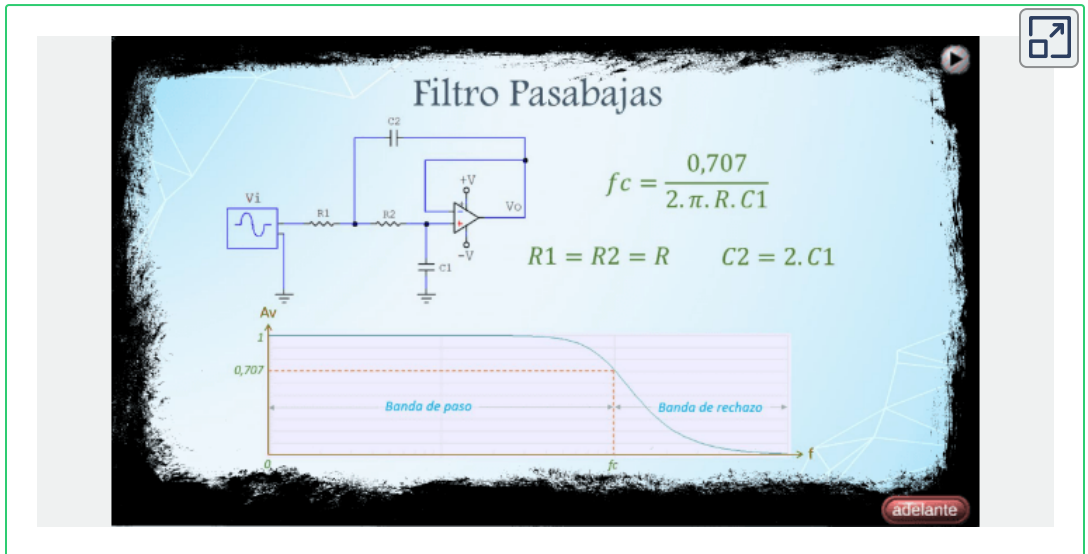 Filtro Pasabajas
C2
+V
Vi
R1
R2
Vo
-V
C1
fc = 0,707 / 2.π.R.C1
R1 = R2 = R
C2 = 2.C1
Av
1
0,707
Banda de paso
Banda de rechazo
0
fc
f
adelante